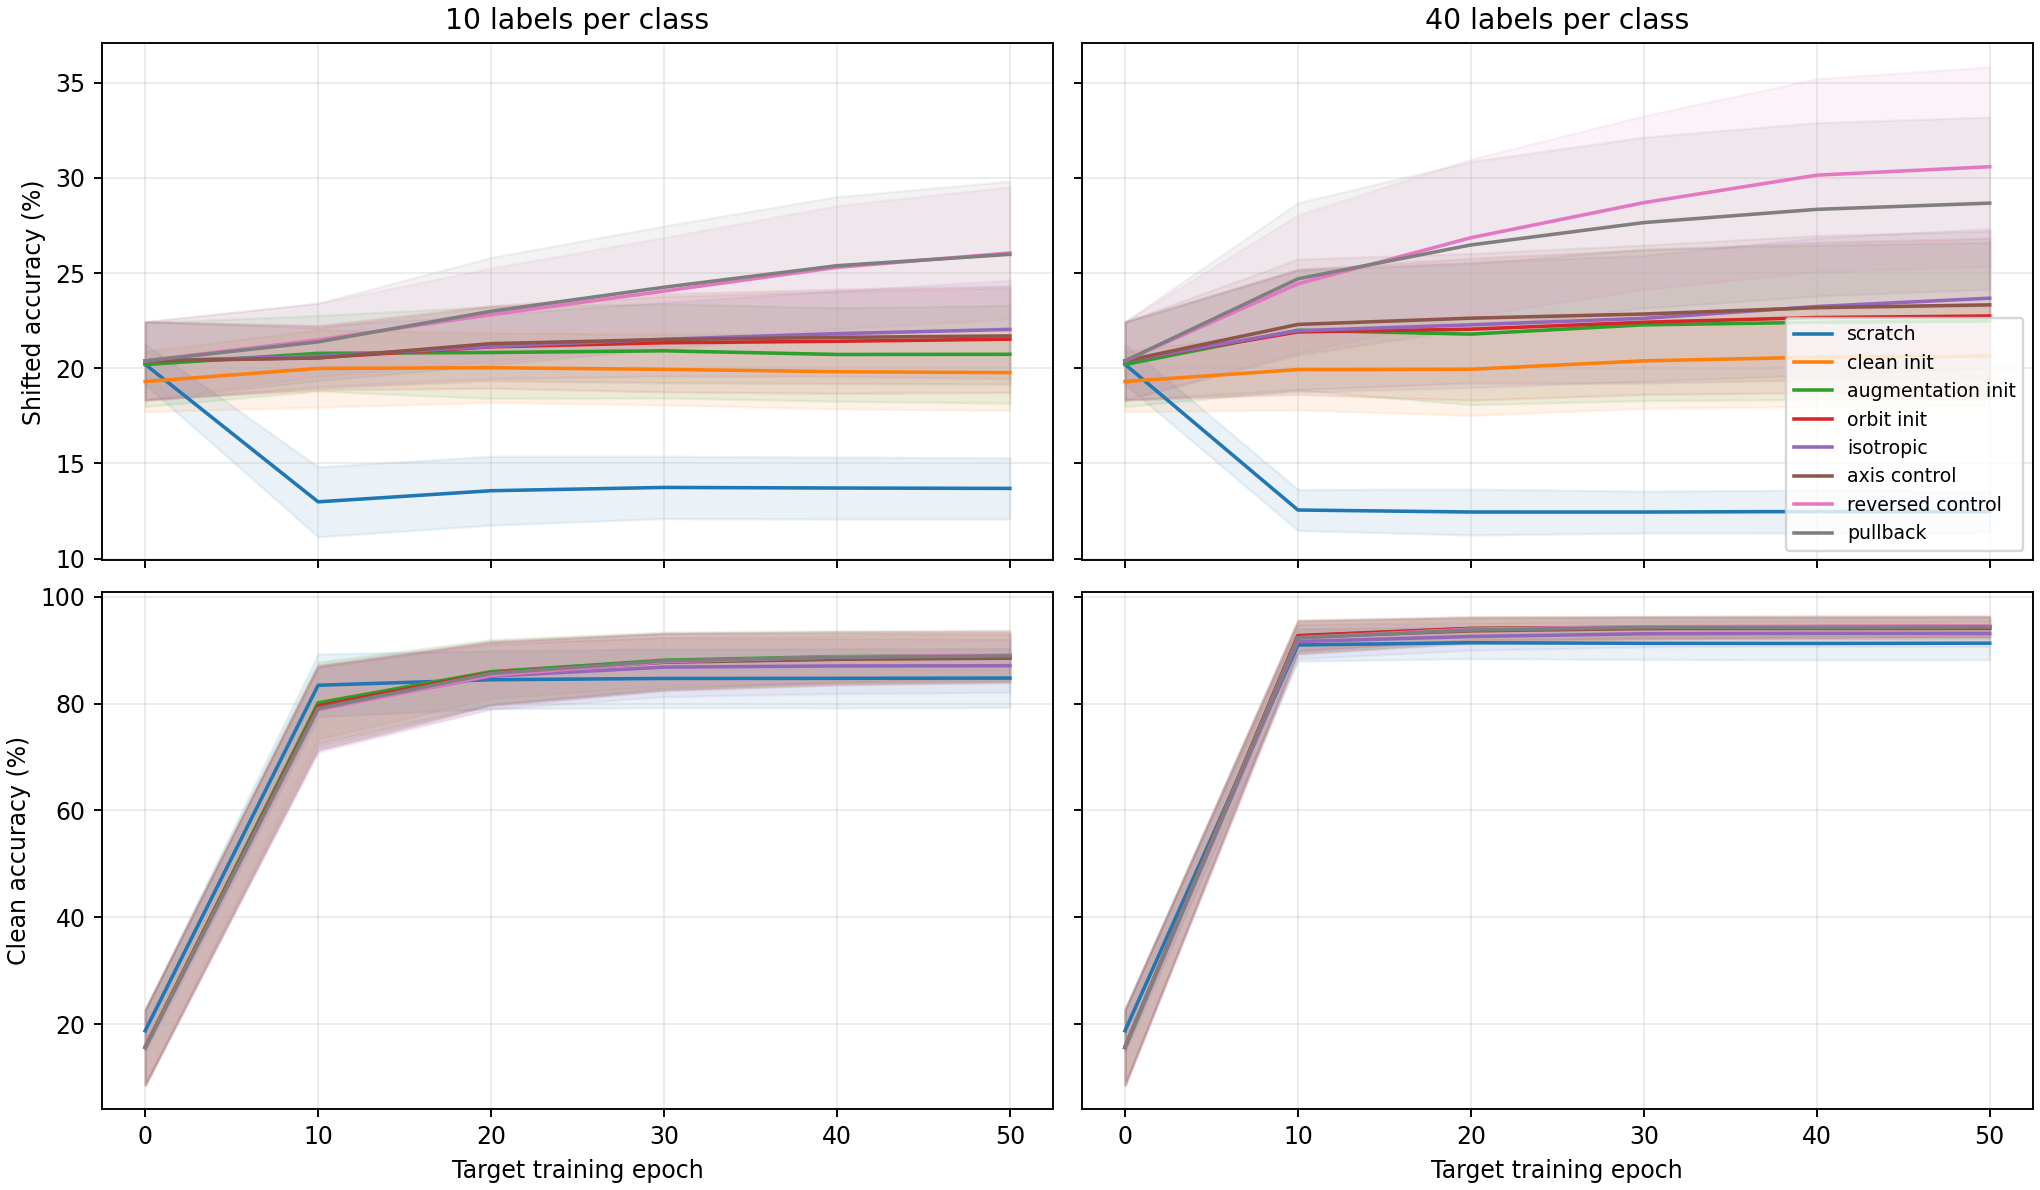 10 labels per class
40 labels per class
Shifted accuracy (%)
35
30
25
20
15
10
scratch
clean init
augmentation init
orbit init
isotropic
axis control
reversed control
pullback
Clean accuracy (%)
100
80
60
40
20
0 10 20 30 40 50
0 10 20 30 40 50
Target training epoch
Target training epoch